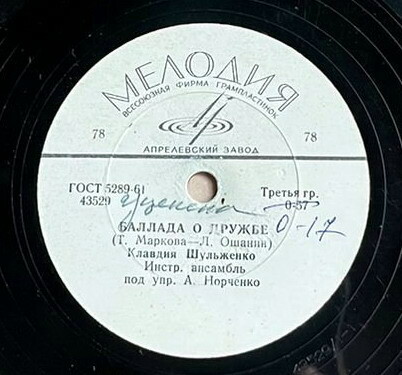 МЕЛОДИЯ
ВСЕСОЮЗНАЯ ФИРМА ГРАМПЛАСТИНОК
78 78
АПРЕЛЕВСКИЙ ЗАВОД
ГОСТ 5289-61 Третья гр.
43529 уценена 0-57
0-17
БАЛЛАДА О ДРУЖБЕ
(Т. Маркова—Л. Ошанин)
Клавдия Шульженко
Инстр. ансамбль
под упр. А. Норченко